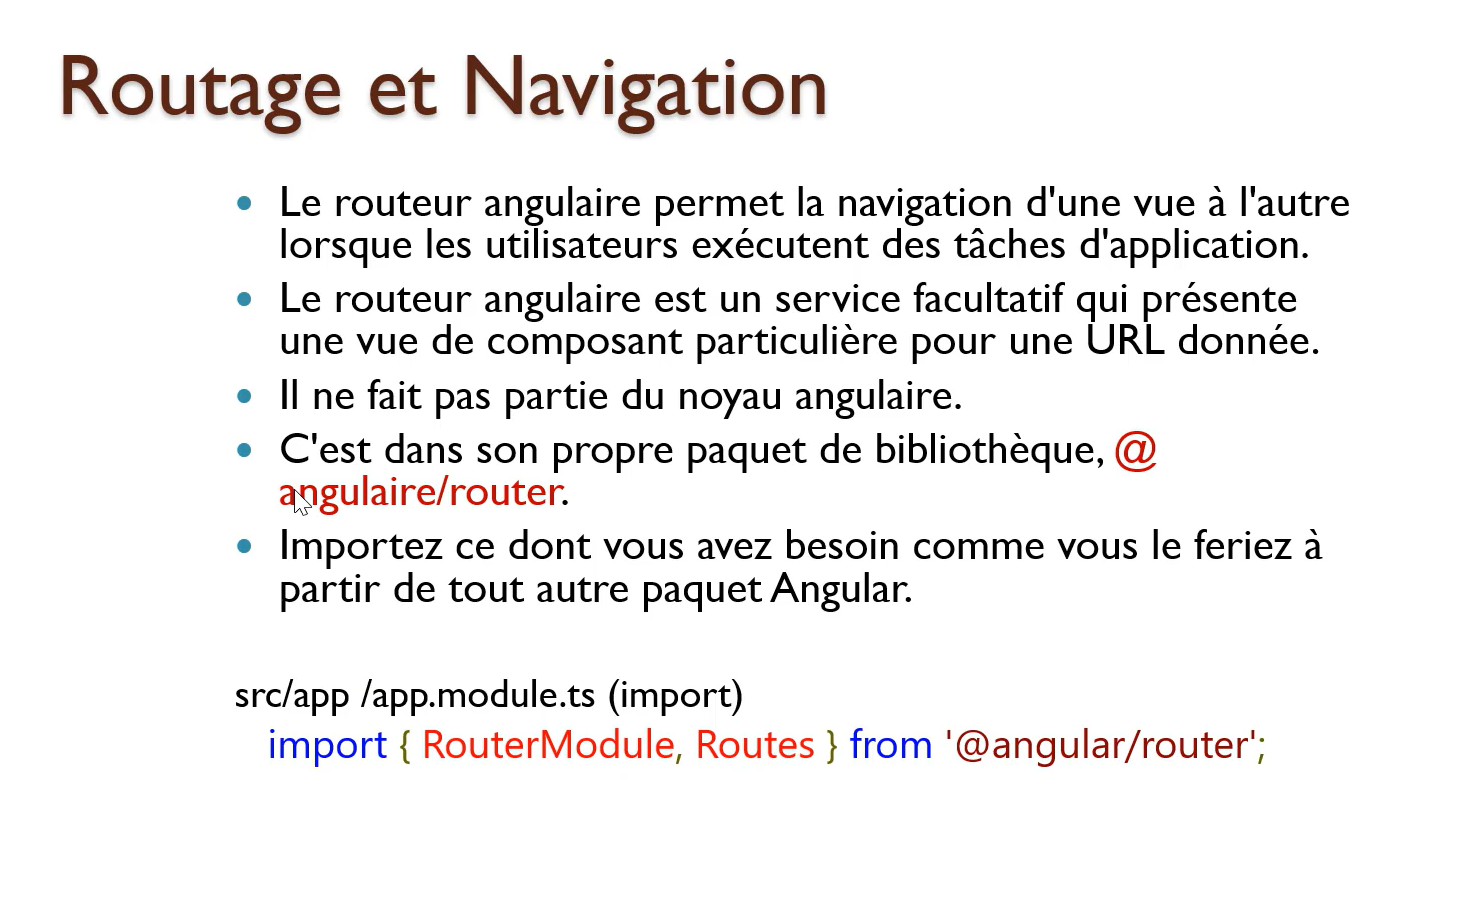 Routage et Navigation
• Le routeur angulaire permet la navigation d'une vue à l'autre
lorsque les utilisateurs exécutent des tâches d'application.
• Le routeur angulaire est un service facultatif qui présente
une vue de composant particulière pour une URL donnée.
• Il ne fait pas partie du noyau angulaire.
• C'est dans son propre paquet de bibliothèque, @
angulaire/router.
• Importez ce dont vous avez besoin comme vous le feriez à
partir de tout autre paquet Angular.
src/app /app.module.ts (import)
import { RouterModule, Routes } from '@angular/router';